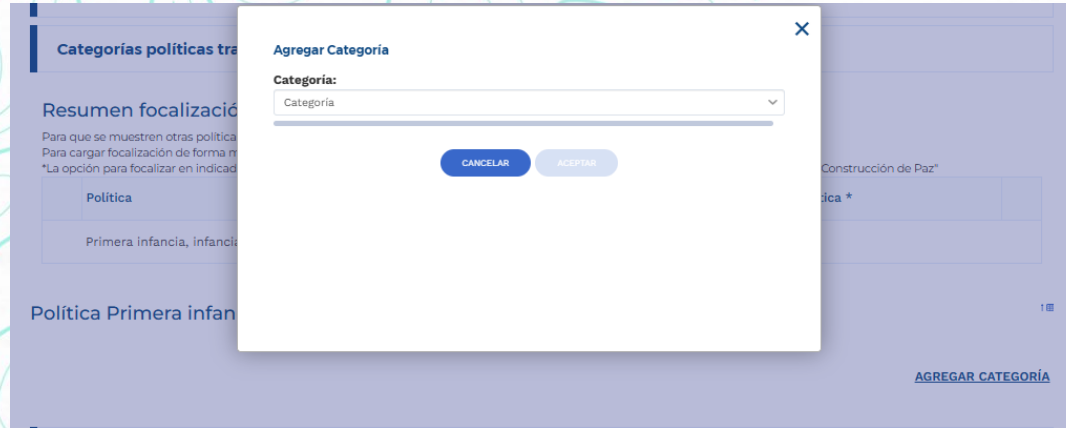 Categorías políticas tra
Agregar Categoría
Categoría:
Categoría
CANCELAR
ACEPTAR
Resumen focalizació
Para que se muestren otras política
Para cargar focalización de forma m
*La opción para focalizar en indicad
Construcción de Paz"
Política
tica *
Primera infancia, infancia
Política Primera infan
AGREGAR CATEGORÍA